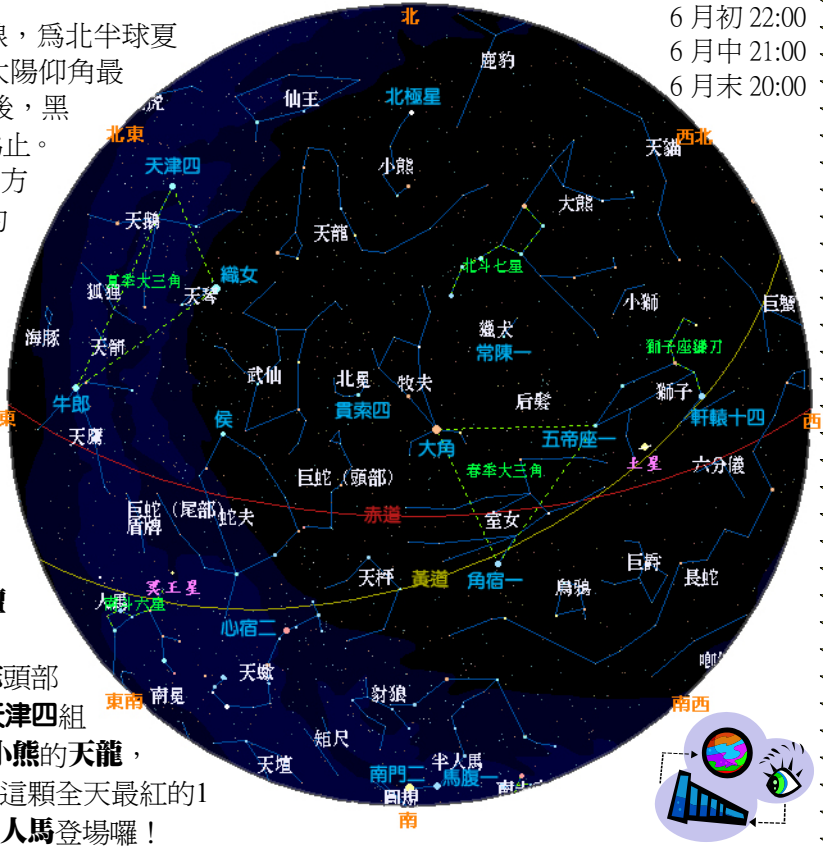 北
6 月初 22:00
6 月中 21:00
6 月末 20:00
，為北半球夏
太陽仰角最
後，黑
止。
方
鹿豹
仙王
北極星
虎
北東
西北
天貓
天津四
小熊
大熊
天鵝
天龍
北斗七星
夏季大三角
織女
狐狸
天琴
小獅
巨蟹
海豚
天箭
獵犬
常陳一
獅子座鐮刀
武仙
北冕
牧夫
貫索四
后髮
獅子
軒轅十四
牛郎
東
侯
西
天鷹
大角
五帝座一
土星
六分儀
巨蛇（頭部）
春季大三角
巨蛇（尾部）
盾牌
蛇夫
赤道
室女
冥王星
天秤
黃道
角宿一
烏鴉
巨爵
長蛇
人馬
南斗六星
心宿二
頭部
天蠍
東南
南冕
豺狼
南西
津四組
矩尺
小熊的天龍，
天壇
南門二
半人馬
馬腹一
這顆全天最紅的1
圓規
人馬登場囉！
南